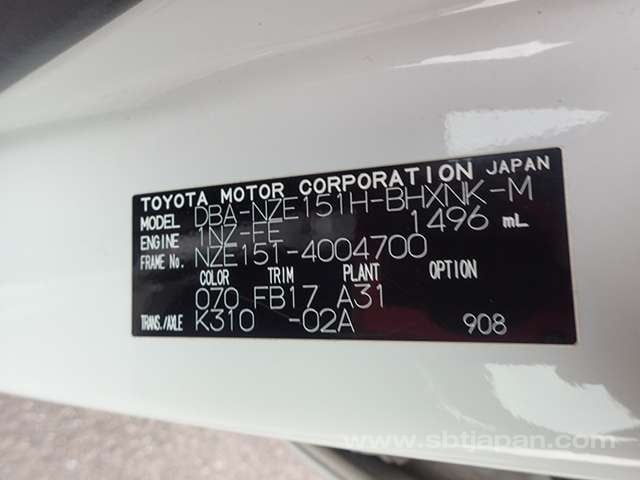 TOYOTA MOTOR CORPORATION JAPAN
MODEL DBA-NZE151H-BHXNK-M
ENGINE 1NZ-FE 1496 mL
FRAME No. NZE151-4004700
COLOR TRIM PLANT OPTION
070 FB17 A31
TRANS./AXLE K310 -02A 908
www.sbtjapan.com